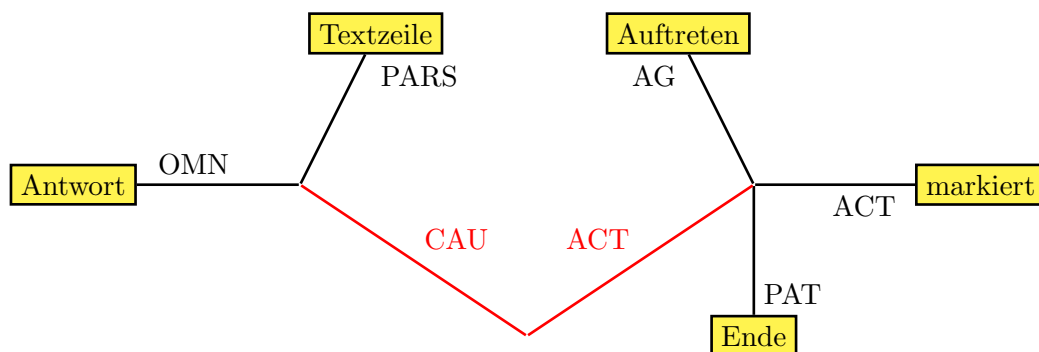 Textzeile Auftreten
PARS AG
OMN
Antwort markiert
ACT
CAU ACT
PAT
Ende